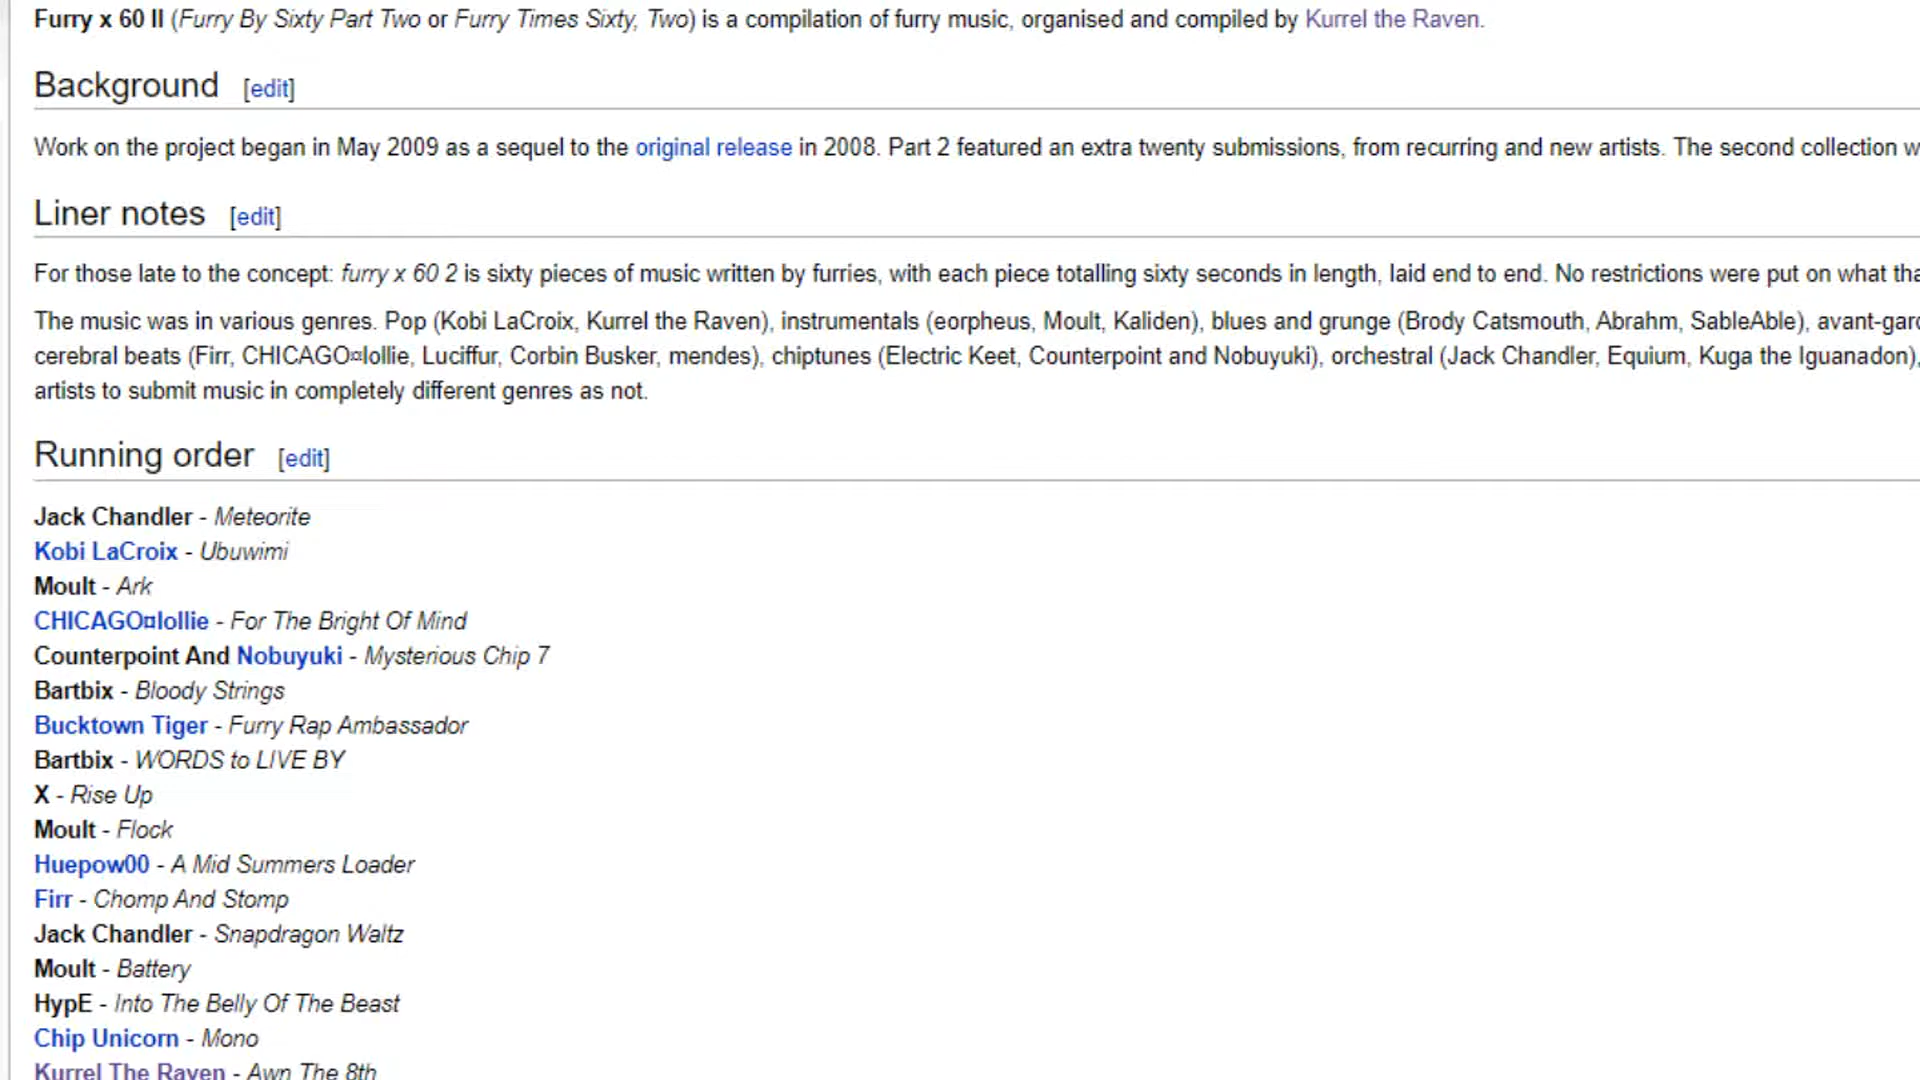 Furry x 60 II (Furry By Sixty Part Two or Furry Times Sixty, Two) is a compilation of furry music, organised and compiled by Kurrel the Raven.
Background [edit]
Work on the project began in May 2009 as a sequel to the original release in 2008. Part 2 featured an extra twenty submissions, from recurring and new artists. The second collection w
Liner notes [edit]
For those late to the concept: furry x 60 2 is sixty pieces of music written by furries, with each piece totalling sixty seconds in length, laid end to end. No restrictions were put on what tha
The music was in various genres. Pop (Kobi LaCroix, Kurrel the Raven), instrumentals (eorpheus, Moult, Kaliden), blues and grunge (Brody Catsmouth, Abrahm, SableAble), avant-gard
cerebral beats (Firr, CHICAGO¤lollie, Luciffur, Corbin Busker, mendes), chiptunes (Electric Keet, Counterpoint and Nobuyuki), orchestral (Jack Chandler, Equium, Kuga the Iguanadon),
artists to submit music in completely different genres as not.
Running order [edit]
Jack Chandler - Meteorite
Kobi LaCroix - Ubuwimi
Moult - Ark
CHICAGO¤lollie - For The Bright Of Mind
Counterpoint And Nobuyuki - Mysterious Chip 7
Bartbix - Bloody Strings
Bucktown Tiger - Furry Rap Ambassador
Bartbix - WORDS to LIVE BY
X - Rise Up
Moult - Flock
Huepow00 - A Mid Summers Loader
Firr - Chomp And Stomp
Jack Chandler - Snapdragon Waltz
Moult - Battery
HypE - Into The Belly Of The Beast
Chip Unicorn - Mono
Kurrel The Raven - Awn The 8th